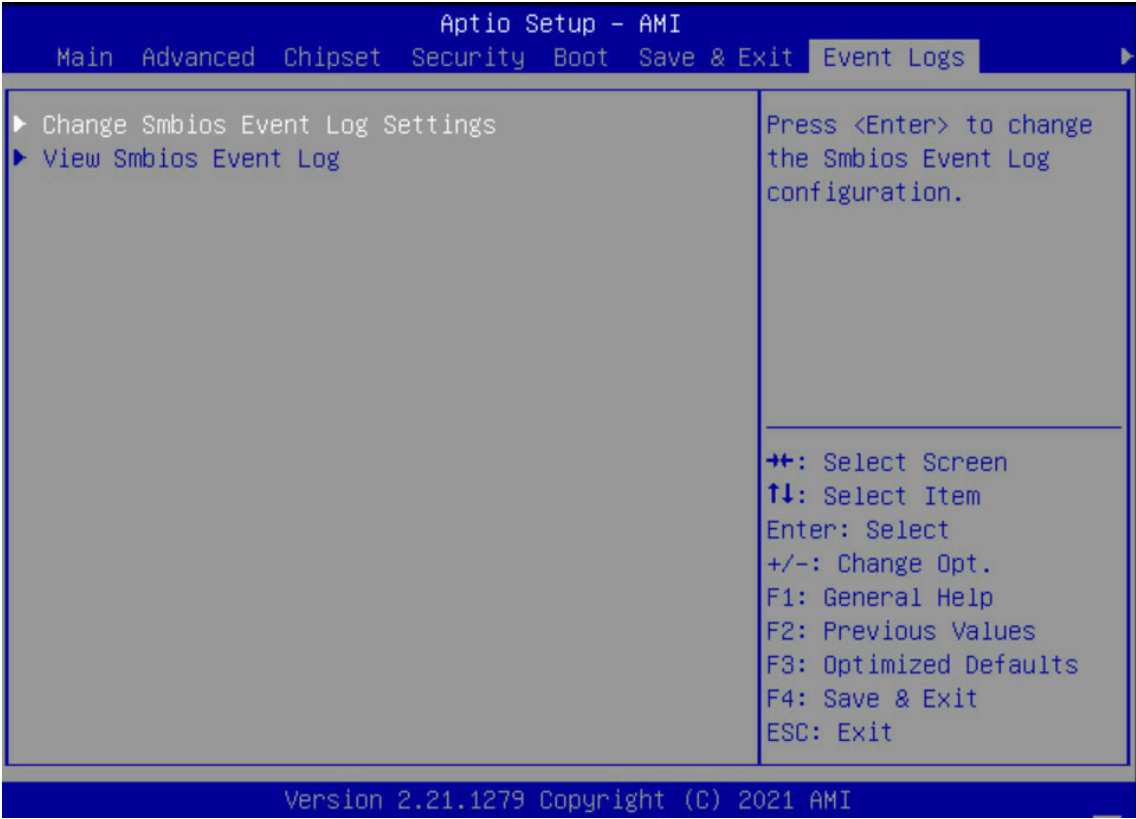 Aptio Setup – AMI
Main Advanced Chipset Security Boot Save & Exit Event Logs
▶ Change Smbios Event Log Settings
▶ View Smbios Event Log
Press <Enter> to change
the Smbios Event Log
configuration.
→←: Select Screen
↑↓: Select Item
Enter: Select
+/-: Change Opt.
F1: General Help
F2: Previous Values
F3: Optimized Defaults
F4: Save & Exit
ESC: Exit
Version 2.21.1279 Copyright (C) 2021 AMI